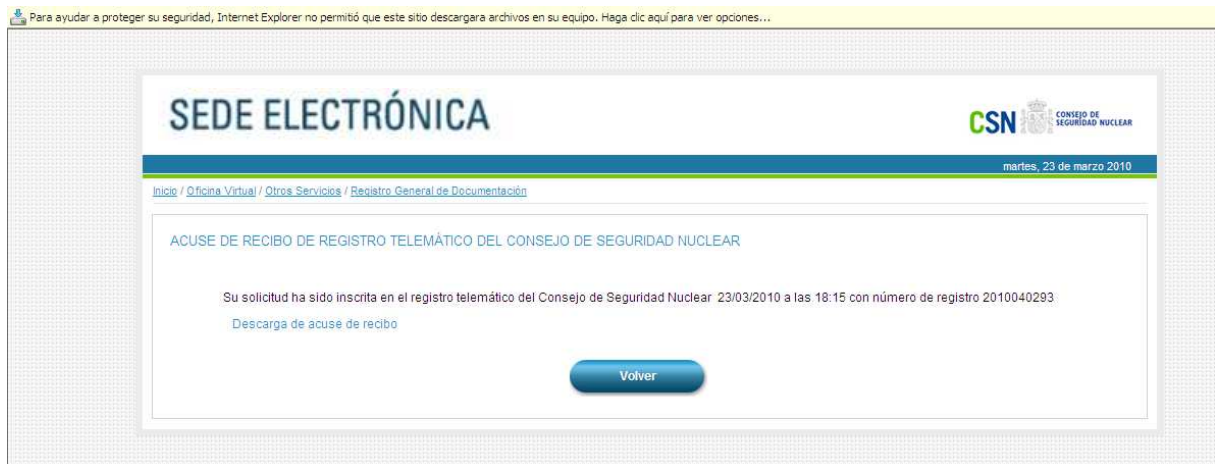 Para ayudar a proteger su seguridad, Internet Explorer no permitió que este sitio descargara archivos en su equipo. Haga clic aquí para ver opciones...
SEDE ELECTRÓNICA
CSN CONSEJO DE
SEGURIDAD NUCLEAR
martes, 23 de marzo 2010
Inicio / Oficina Virtual / Otros Servicios / Registro General de Documentación
ACUSE DE RECIBO DE REGISTRO TELEMÁTICO DEL CONSEJO DE SEGURIDAD NUCLEAR
Su solicitud ha sido inscrita en el registro telemático del Consejo de Seguridad Nuclear 23/03/2010 a las 18:15 con número de registro 2010040293
Descarga de acuse de recibo
Volver